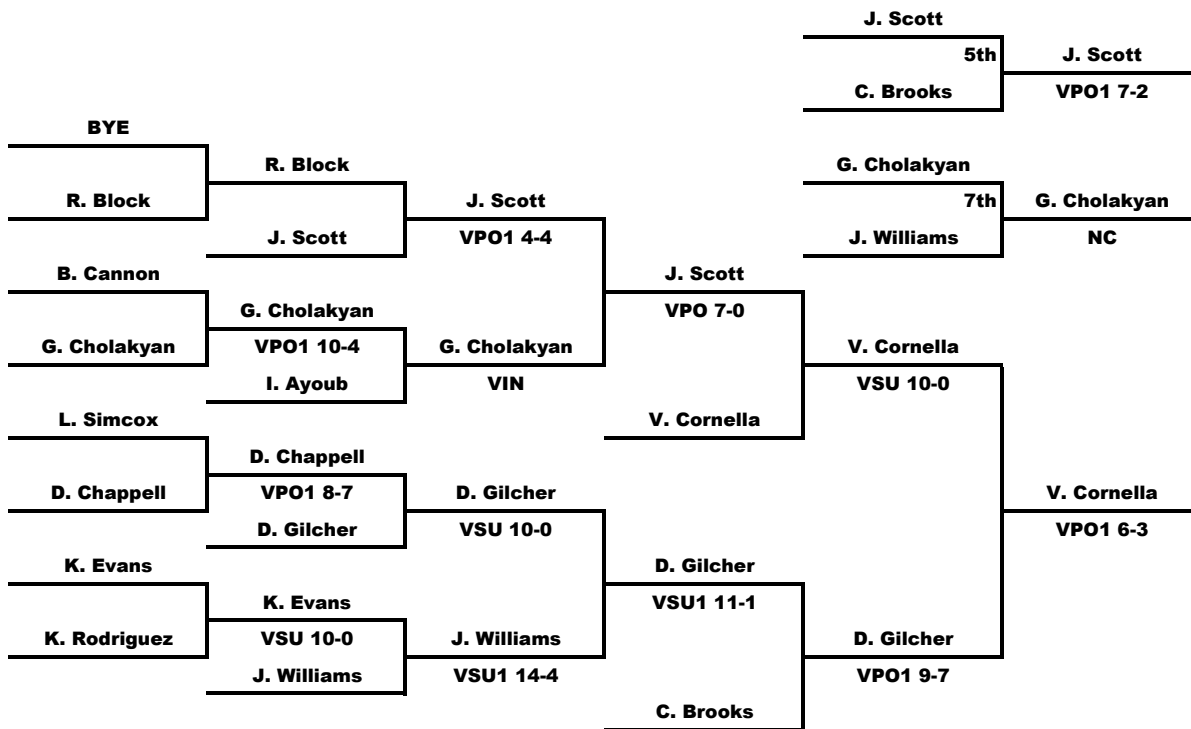 J. Scott
5th
J. Scott
C. Brooks
VPO1 7-2
BYE
R. Block
G. Cholakyan
R. Block
J. Scott
7th
G. Cholakyan
J. Scott
VPO1 4-4
J. Williams
NC
B. Cannon
J. Scott
G. Cholakyan
VPO 7-0
G. Cholakyan
VPO1 10-4
G. Cholakyan
V. Cornella
I. Ayoub
VIN
VSU 10-0
L. Simcox
V. Cornella
D. Chappell
D. Chappell
VPO1 8-7
D. Gilcher
V. Cornella
D. Gilcher
VSU 10-0
VPO1 6-3
K. Evans
D. Gilcher
K. Evans
VSU1 11-1
K. Rodriguez
VSU 10-0
J. Williams
D. Gilcher
J. Williams
VSU1 14-4
VPO1 9-7
C. Brooks